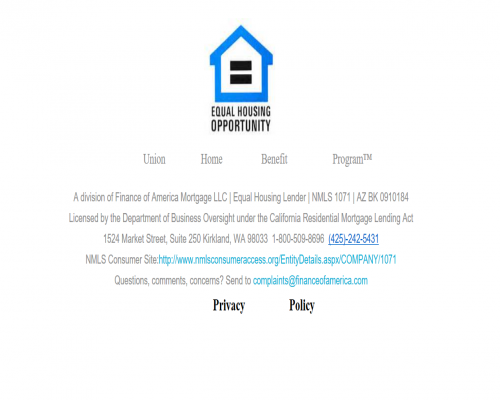 EQUAL HOUSING
OPPORTUNITY
Union Home Benefit Program™
A division of Finance of America Mortgage LLC | Equal Housing Lender | NMLS 1071 | AZ BK 0910184
Licensed by the Department of Business Oversight under the California Residential Mortgage Lending Act
1524 Market Street, Suite 250 Kirkland, WA 98033 1-800-509-8696 (425)-242-5431
NMLS Consumer Site:http://www.nmlsconsumeraccess.org/EntityDetails.aspx/COMPANY/1071
Questions, comments, concerns? Send to complaints@financeofamerica.com
Privacy Policy